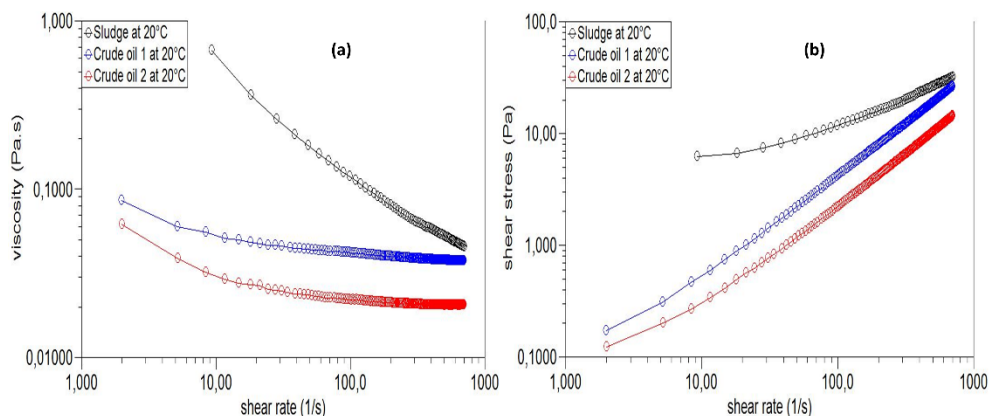 1,000
0,1000
0,01000
viscosity (Pa.s)
Sludge at 20°C
Crude oil 1 at 20°C
Crude oil 2 at 20°C
(a)
1,000
10,00
100,0
1000
shear rate (1/s)
100,0
10,00
1,000
0,1000
shear stress (Pa)
Sludge at 20°C
Crude oil 1 at 20°C
Crude oil 2 at 20°C
(b)
1,000
10,00
100,0
1000
shear rate (1/s)